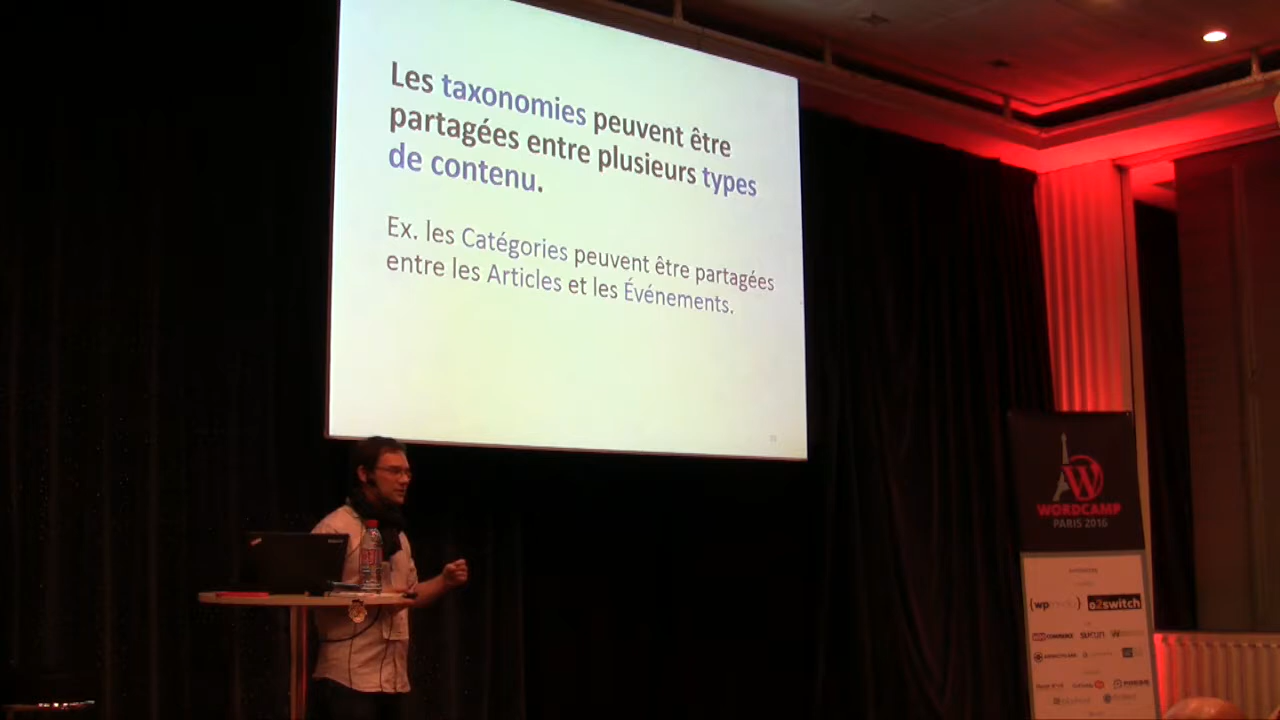 Les taxonomies peuvent être
partagées entre plusieurs types
de contenu.
Ex. les Catégories peuvent être partagées
entre les Articles et les Événements.
WORDCAMP
PARIS 2016
o2switch
sucuri